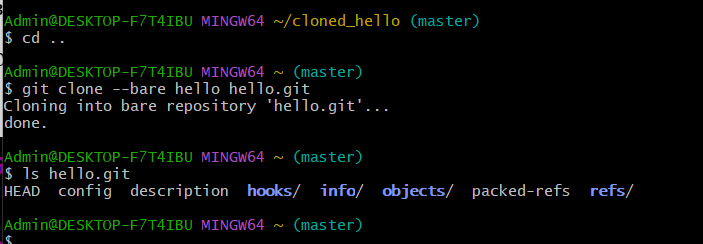 Admin@DESKTOP-F7T4IBU MINGW64 ~/cloned_hello (master)
$ cd ..
Admin@DESKTOP-F7T4IBU MINGW64 ~ (master)
$ git clone --bare hello hello.git
Cloning into bare repository 'hello.git'...
done.
Admin@DESKTOP-F7T4IBU MINGW64 ~ (master)
$ ls hello.git
HEAD  config  description  hooks/  info/  objects/  packed-refs  refs/
Admin@DESKTOP-F7T4IBU MINGW64 ~ (master)
$